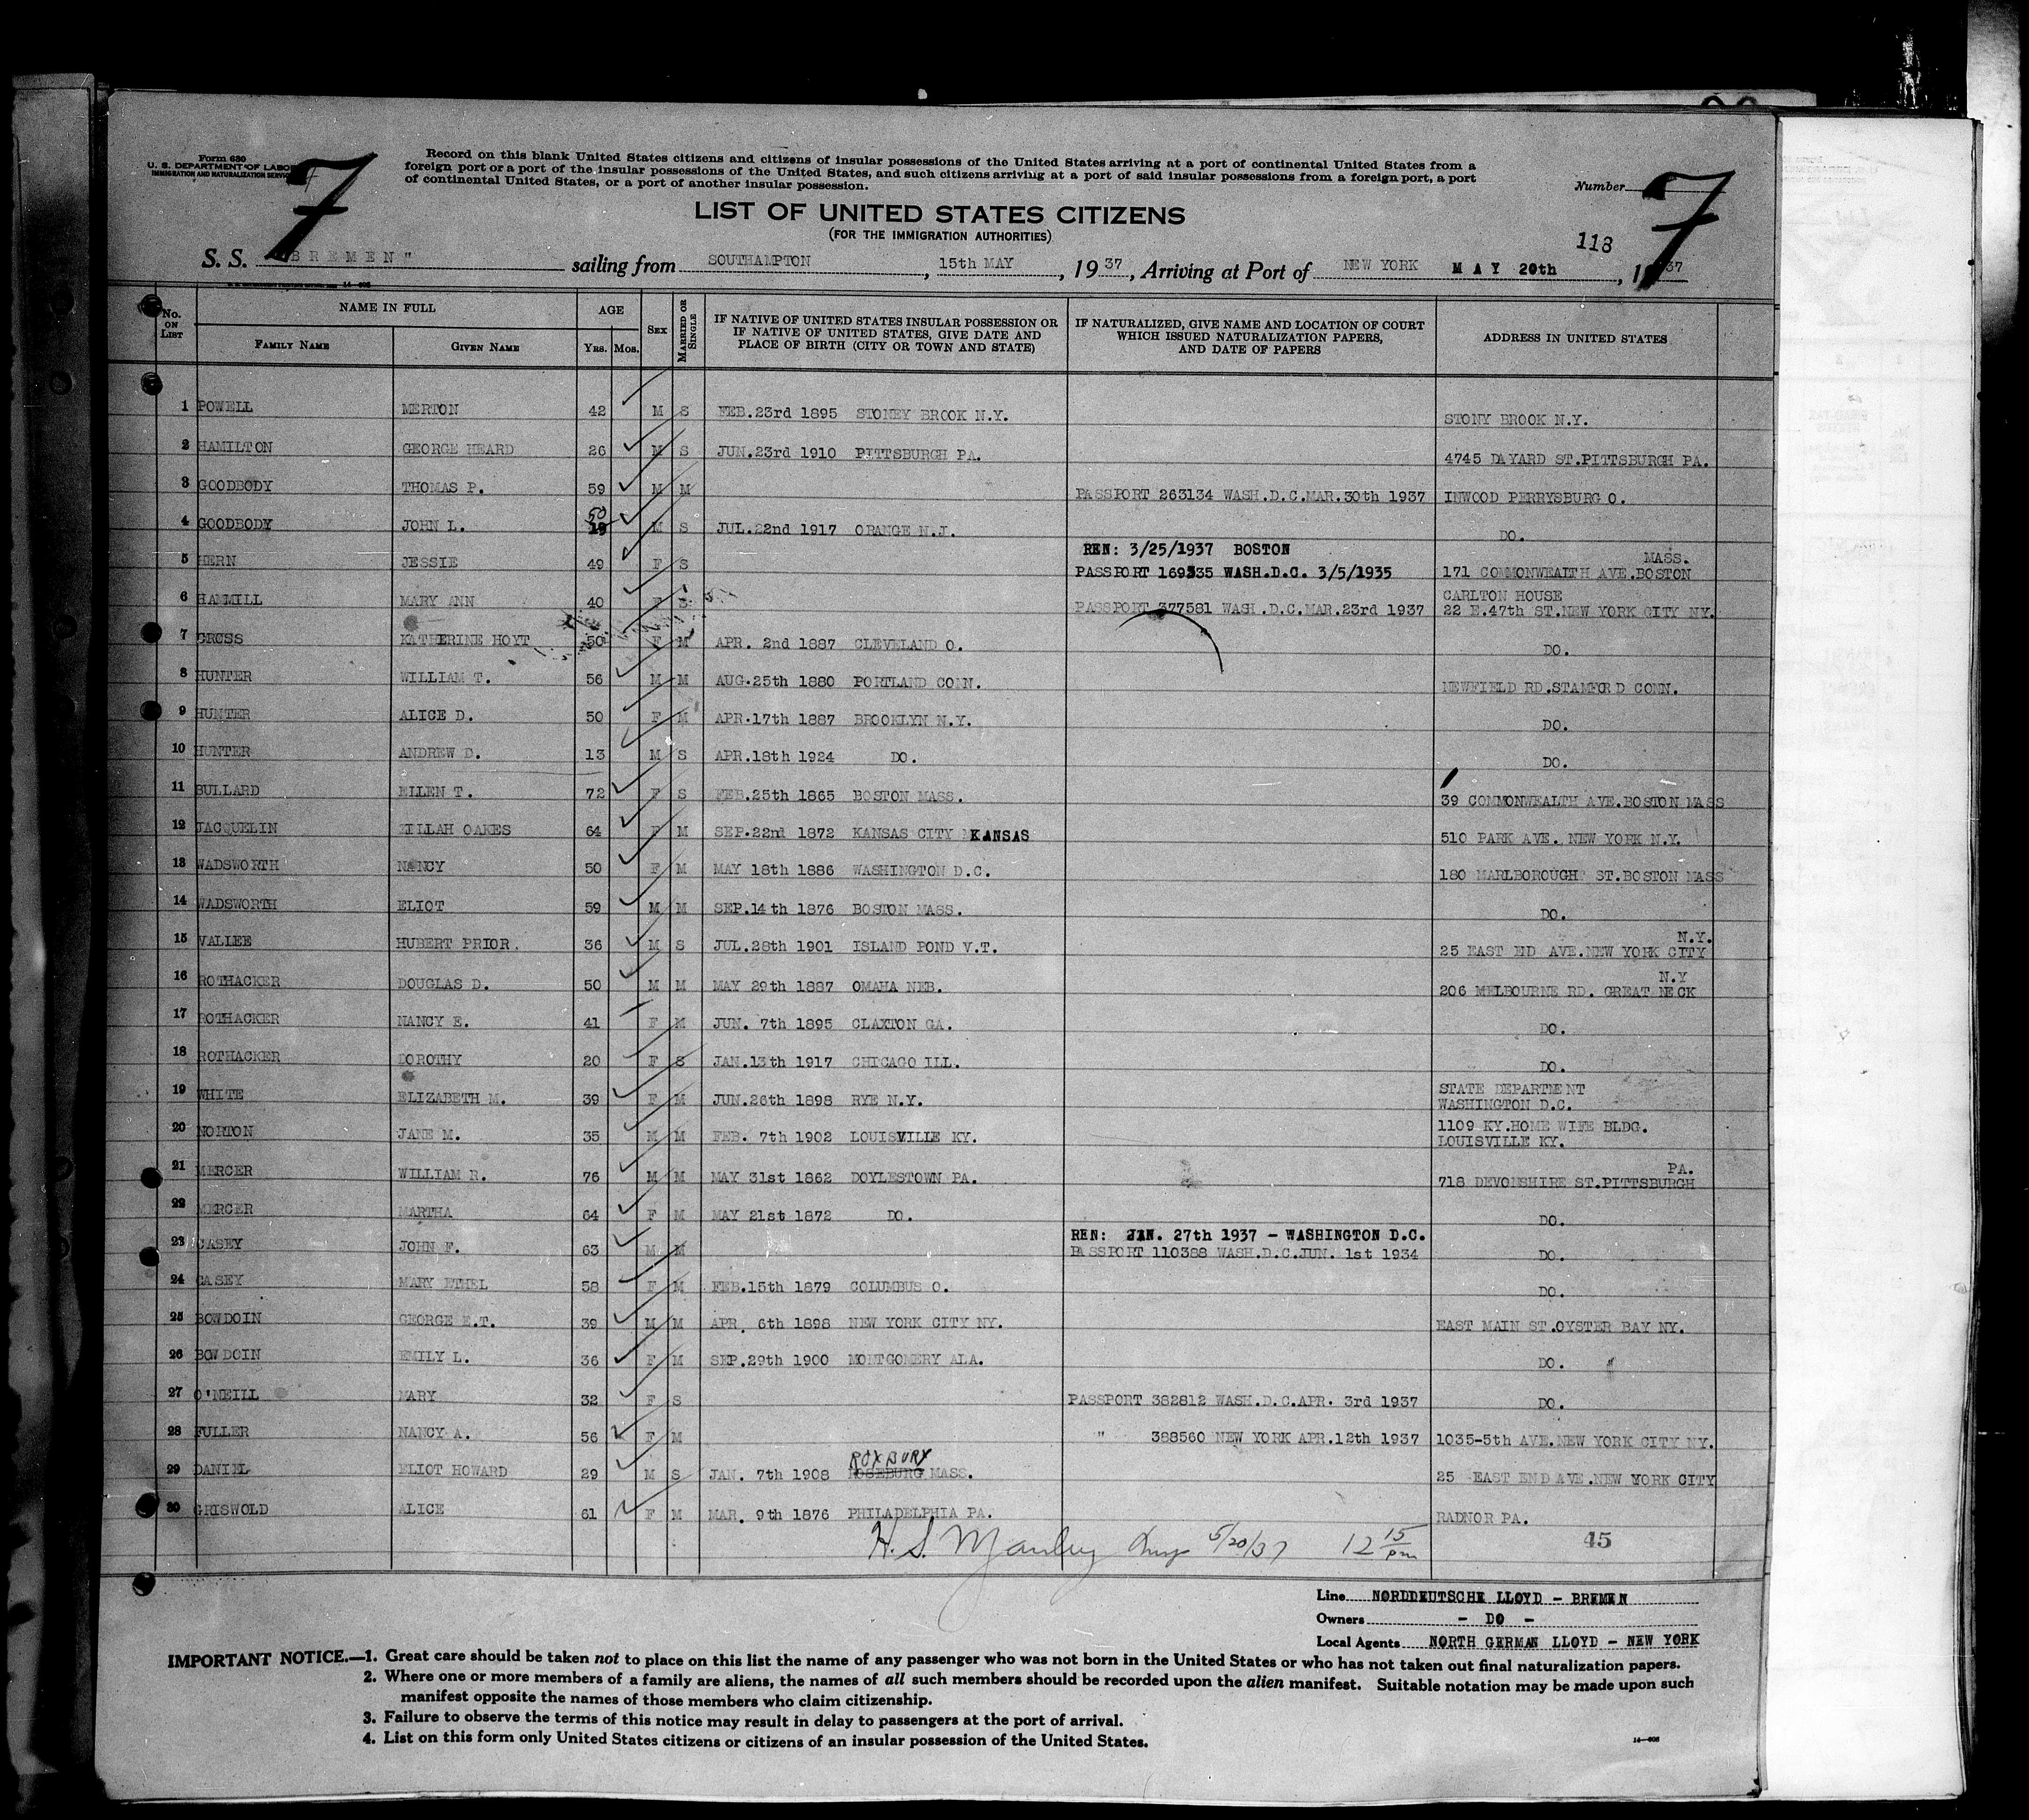 Form 630
U. S. DEPARTMENT OF LABOR
IMMIGRATION AND NATURALIZATION SERVICE
7
Record on this blank United States citizens and citizens of insular possessions of the United States arriving at a port of continental United States from a
foreign port or a port of the insular possessions of the United States, and such citizens arriving at a port of said insular possessions from a foreign port, a port
of continental United States, or a port of another insular possession.
Number 7
LIST OF UNITED STATES CITIZENS
(FOR THE IMMIGRATION AUTHORITIES)
118
S. S. BREMEN" sailing from SOUTHAMPTON, 15th MAY, 1937, Arriving at Port of NEW YORK MAY 20th, 1937
No. ON LIST NAME IN FULL FAMILY NAME GIVEN NAME AGE YRS. MOS. SEX MARRIED OR SINGLE IF NATIVE OF UNITED STATES INSULAR POSSESSION OR IF NATIVE OF UNITED STATES, GIVE DATE AND PLACE OF BIRTH (CITY OR TOWN AND STATE) IF NATURALIZED, GIVE NAME AND LOCATION OF COURT WHICH ISSUED NATURALIZATION PAPERS, AND DATE OF PAPERS ADDRESS IN UNITED STATES
1 POWELL MERTON 42 M S FEB.23rd 1895 STONEY BROOK N.Y. STONY BROOK N.Y.
2 HAMILTON GEORGE HEARD 26 M S JUN.23rd 1910 PITTSBURGH PA. 4745 DAYARD ST.PITTSBURGH PA.
3 GOODBODY THOMAS P. 59 M M PASSPORT 263134 WASH.D.C.MAR.30th 1937 INWOOD PERRYSBURG O.
4 GOODBODY JOHN L. 19 M S JUL.22nd 1917 ORANGE N.J. DO.
REN: 3/25/1937 BOSTON MASS.
5 HERN JESSIE 49 F S PASSPORT 169335 WASH.D.C. 3/5/1935 171 COMMONWEALTH AVE.BOSTON
CARLTON HOUSE
6 HAMMILL MARY ANN 40 F S PASSPORT 377581 WASH.D.C.MAR.23rd 1937 22 E.47th ST.NEW YORK CITY NY.
7 GROSS KATHERINE HOYT 50 F M APR. 2nd 1887 CLEVELAND O. DO.
8 HUNTER WILLIAM T. 56 M M AUG.25th 1880 PORTLAND CONN. NEWFIELD RD.STAMFORD CONN.
9 HUNTER ALICE D. 50 F M APR.17th 1887 BROOKLYN N.Y. DO.
10 HUNTER ANDREW D. 13 M S APR.18th 1924 DO. DO.
11 BULLARD ELLEN T. 72 F S FEB.25th 1865 BOSTON MASS. 39 COMMONWEALTH AVE.BOSTON MASS
12 JACQUELIN ZILLAH OAKES 64 F M SEP.22nd 1872 KANSAS CITY KANSAS 510 PARK AVE. NEW YORK N.Y.
13 WADSWORTH NANCY 50 F M MAY 18th 1886 WASHINGTON D.C. 180 MARLBOROUGH ST.BOSTON MASS
14 WADSWORTH ELIOT 59 M M SEP.14th 1876 BOSTON MASS. DO.
N.Y.
15 VALLEE HUBERT PRIOR. 36 M S JUL.28th 1901 ISLAND POND V.T. 25 EAST END AVE.NEW YORK CITY
N.Y
16 ROTHACKER DOUGLAS D. 50 M M MAY 29th 1887 OMAHA NEB. 206 MELBOURNE RD. GREAT NECK
17 ROTHACKER NANCY E. 41 F M JUN. 7th 1895 CLAXTON GA. DO.
18 ROTHACKER DOROTHY 20 F S JAN.13th 1917 CHICAGO ILL. DO.
STATE DEPARTMENT
19 WHITE ELIZABETH M. 39 F M JUN.26th 1898 RYE N.Y. WASHINGTON D.C.
1109 KY.HOME WIFE BLDG.
20 NORTON JANE M. 35 M M FEB. 7th 1902 LOUISVILLE KY. LOUISVILLE KY.
PA.
21 MERCER WILLIAM R. 76 M M MAY 31st 1862 DOYLESTOWN PA. 718 DEVONSHIRE ST.PITTSBURGH
22 MERCER MARTHA 64 F M MAY 21st 1872 DO. DO.
REN: JAN. 27th 1937 - WASHINGTON D.C.
23 CASEY JOHN F. 63 M M PASSPORT 110388 WASH.D.C.JUN. 1st 1934 DO.
24 CASEY MARY ETHEL 58 F M FEB.15th 1879 COLUMBUS O. DO.
25 BOWDOIN GEORGE E.T. 39 M M APR. 6th 1898 NEW YORK CITY NY. EAST MAIN ST.OYSTER BAY NY.
26 BOWDOIN EMILY L. 36 F M SEP.29th 1900 MONTGOMERY ALA. DO.
27 O'NEILL MARY 32 F S PASSPORT 382812 WASH.D.C.APR. 3rd 1937 DO.
28 FULLER NANCY A. 56 F M " 388560 NEW YORK APR.12th 1937 1035-5th AVE.NEW YORK CITY NY.
ROXBURY
29 DANIEL ELIOT HOWARD 29 M S JAN. 7th 1908 ROSEBURG MASS. 25 EAST END AVE.NEW YORK CITY
30 GRISWOLD ALICE 61 F M MAR. 9th 1876 PHILADELPHIA PA. RADNOR PA.
H. S. Manley 5/20/37 12 15 pm
45
Line NORDDEUTSCHE LLOYD - BREMEN
Owners - DO -
Local Agents NORTH GERMAN LLOYD - NEW YORK
IMPORTANT NOTICE.—1. Great care should be taken not to place on this list the name of any passenger who was not born in the United States or who has not taken out final naturalization papers.
2. Where one or more members of a family are aliens, the names of all such members should be recorded upon the alien manifest. Suitable notation may be made upon such
manifest opposite the names of those members who claim citizenship.
3. Failure to observe the terms of this notice may result in delay to passengers at the port of arrival.
4. List on this form only United States citizens or citizens of an insular possession of the United States.
14—608